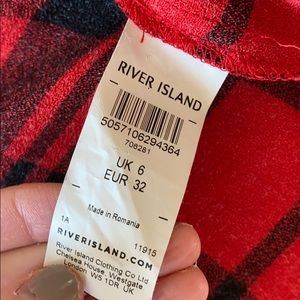 RIVER ISLAND
5057106294364
708281
UK 6
EUR 32
Made in Romania
1A 11915
RIVERISLAND.COM
River Island Clothing Co Ltd
Chelsea House, Westgate
London, W5 1DR, UK